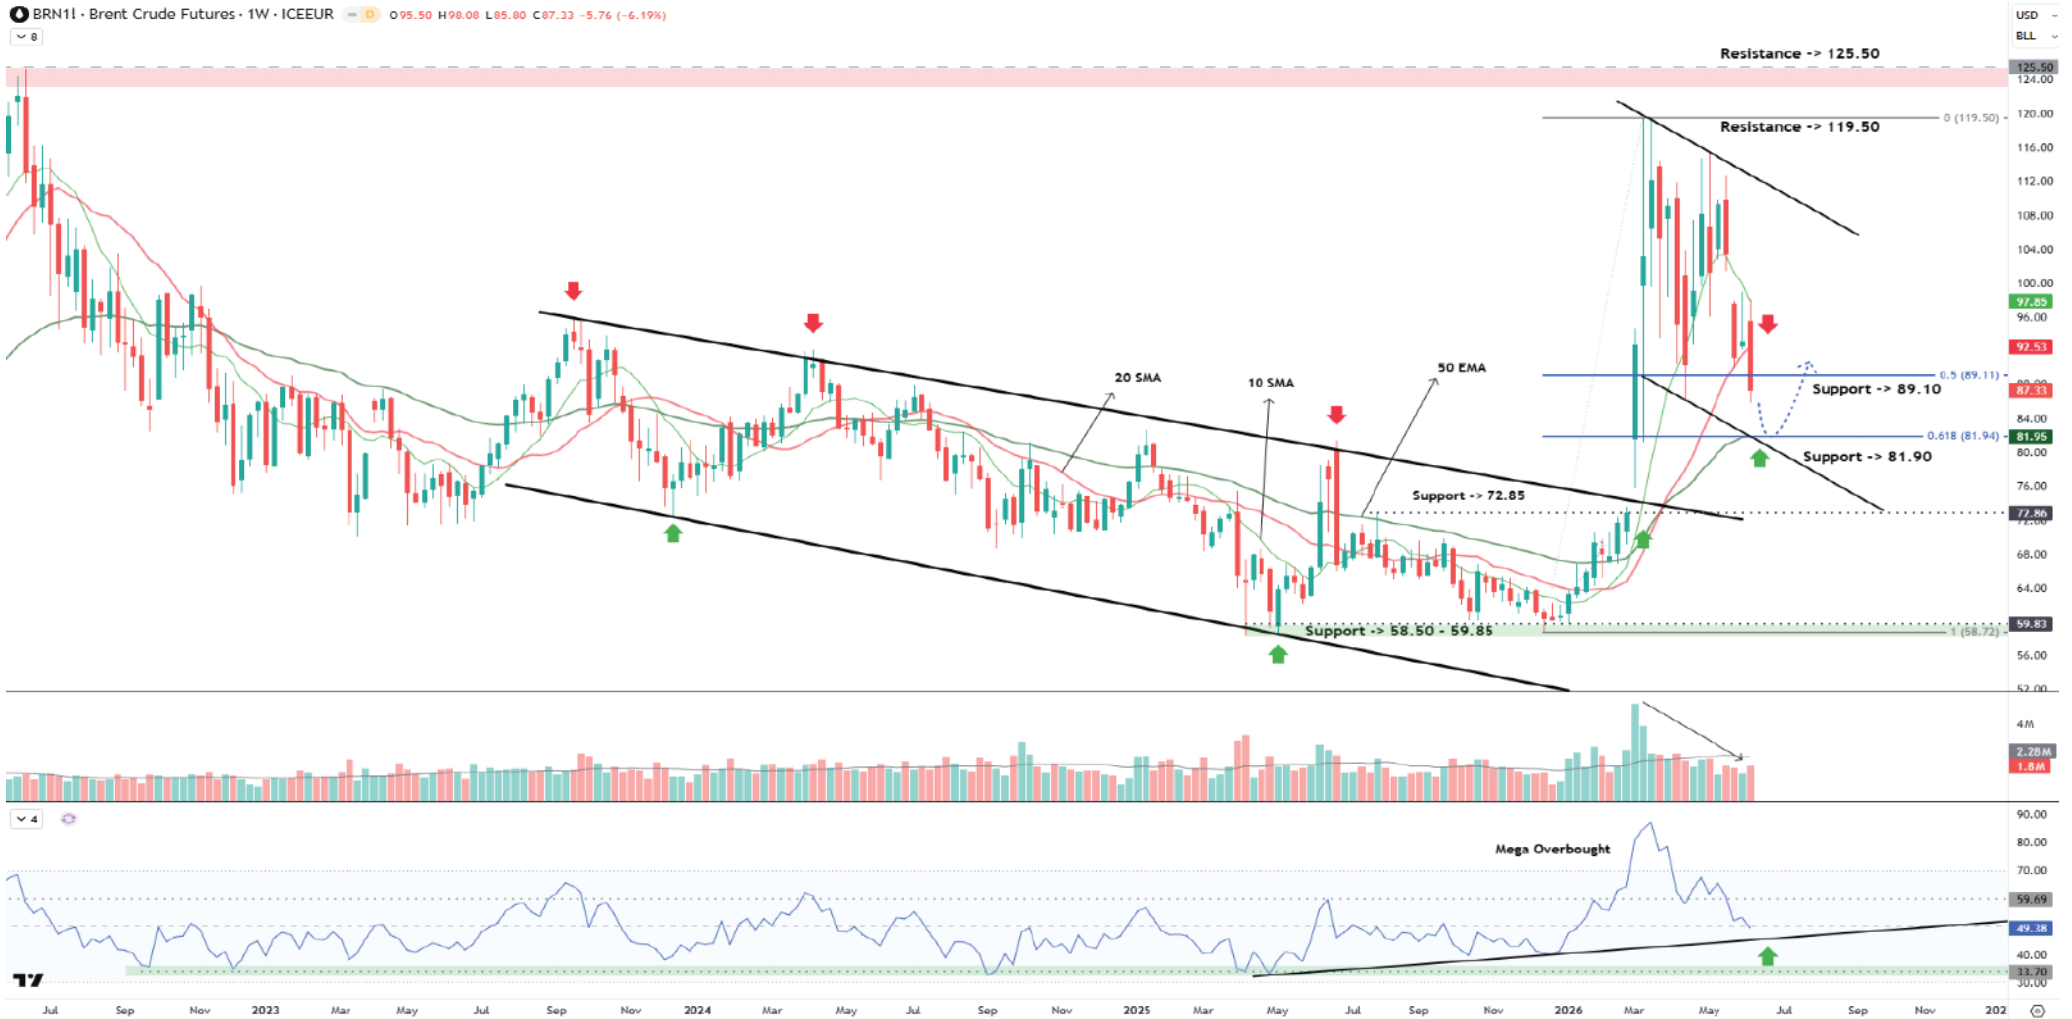 BRN1! · Brent Crude Futures · 1W · ICEEUR D O95.50 H98.08 L85.80 C87.33 −5.76 (−6.19%)
USD
BLL
8
Resistance -> 125.50
125.50
124.00
120.00
0 (119.50)
Resistance -> 119.50
116.00
112.00
108.00
104.00
100.00
97.85
96.00
92.53
20 SMA
10 SMA
50 EMA
0.5 (89.11)
Support -> 89.10
87.33
84.00
0.618 (81.94)
81.95
Support -> 81.90
80.00
76.00
Support -> 72.85
72.86
68.00
64.00
59.83
Support -> 58.50 - 59.85
1 (58.72)
56.00
52.00
4M
2.28M
1.8M
4
90.00
Mega Overbought
80.00
70.00
59.69
49.38
40.00
33.70
30.00
Jul Sep Nov 2023 Mar May Jul Sep Nov 2024 Mar May Jul Sep Nov 2025 Mar May Jul Sep Nov 2026 Mar May Jul Sep Nov 202